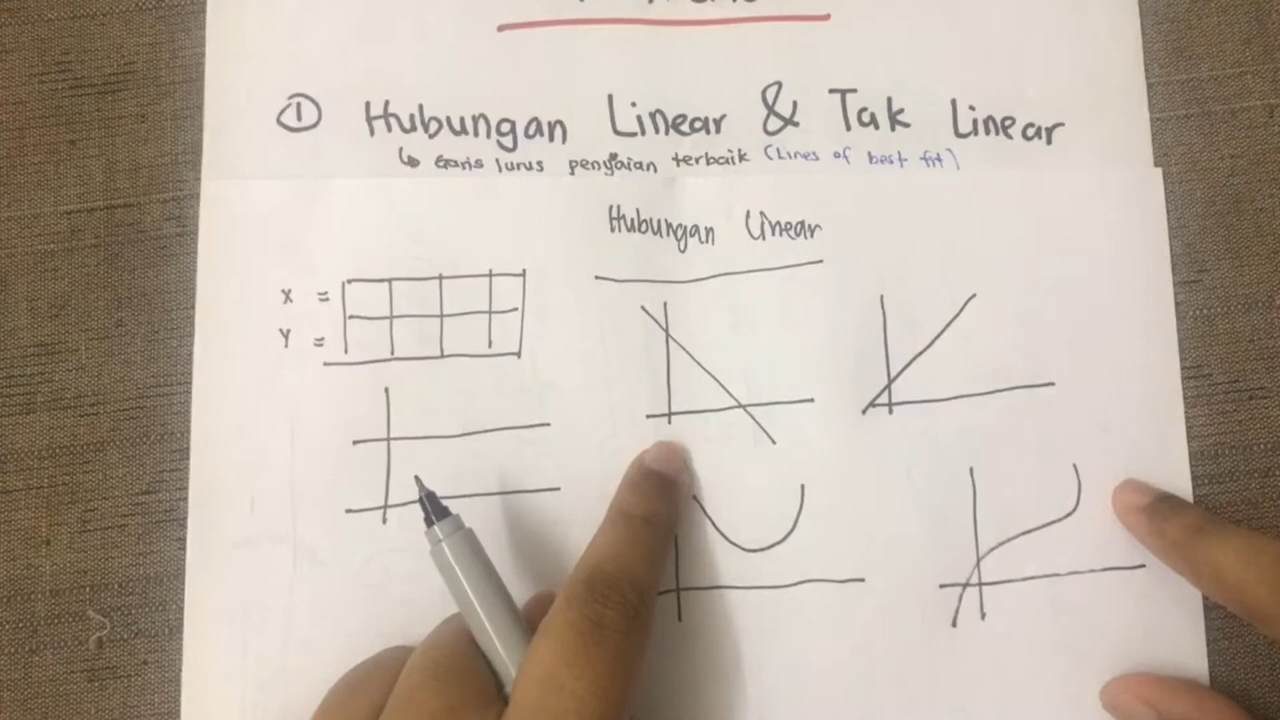 ① Hubungan Linear & Tak Linear
↳ Garis lurus penyuaian terbaik (Lines of best fit)
Hubungan Linear
X =
Y =